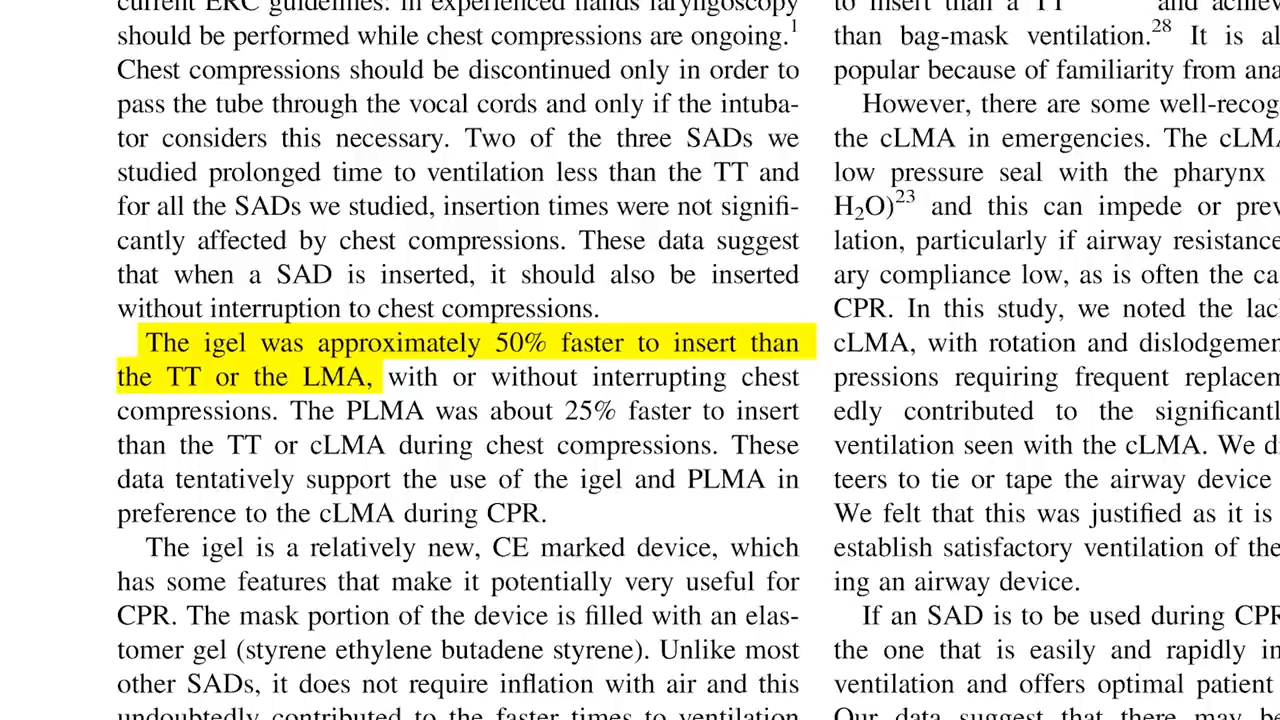 current ERC guidelines: in experienced hands laryngoscopy
should be performed while chest compressions are ongoing.1
Chest compressions should be discontinued only in order to
pass the tube through the vocal cords and only if the intuba-
tor considers this necessary. Two of the three SADs we
studied prolonged time to ventilation less than the TT and
for all the SADs we studied, insertion times were not signifi-
cantly affected by chest compressions. These data suggest
that when a SAD is inserted, it should also be inserted
without interruption to chest compressions.
The igel was approximately 50% faster to insert than
the TT or the LMA, with or without interrupting chest
compressions. The PLMA was about 25% faster to insert
than the TT or cLMA during chest compressions. These
data tentatively support the use of the igel and PLMA in
preference to the cLMA during CPR.
The igel is a relatively new, CE marked device, which
has some features that make it potentially very useful for
CPR. The mask portion of the device is filled with an elas-
tomer gel (styrene ethylene butadene styrene). Unlike most
other SADs, it does not require inflation with air and this
undoubtedly contributed to the faster times to ventilation
to insert than a TT and achiev
than bag-mask ventilation.28 It is al
popular because of familiarity from ana
However, there are some well-recog
the cLMA in emergencies. The cLMA
low pressure seal with the pharynx
H2O)23 and this can impede or prev
lation, particularly if airway resistance
ary compliance low, as is often the ca
CPR. In this study, we noted the lac
cLMA, with rotation and dislodgemen
pressions requiring frequent replacem
edly contributed to the significantl
ventilation seen with the cLMA. We di
teers to tie or tape the airway device
We felt that this was justified as it is
establish satisfactory ventilation of the
ing an airway device.
If an SAD is to be used during CPR
the one that is easily and rapidly in
ventilation and offers optimal patient
Our data suggest that there may be